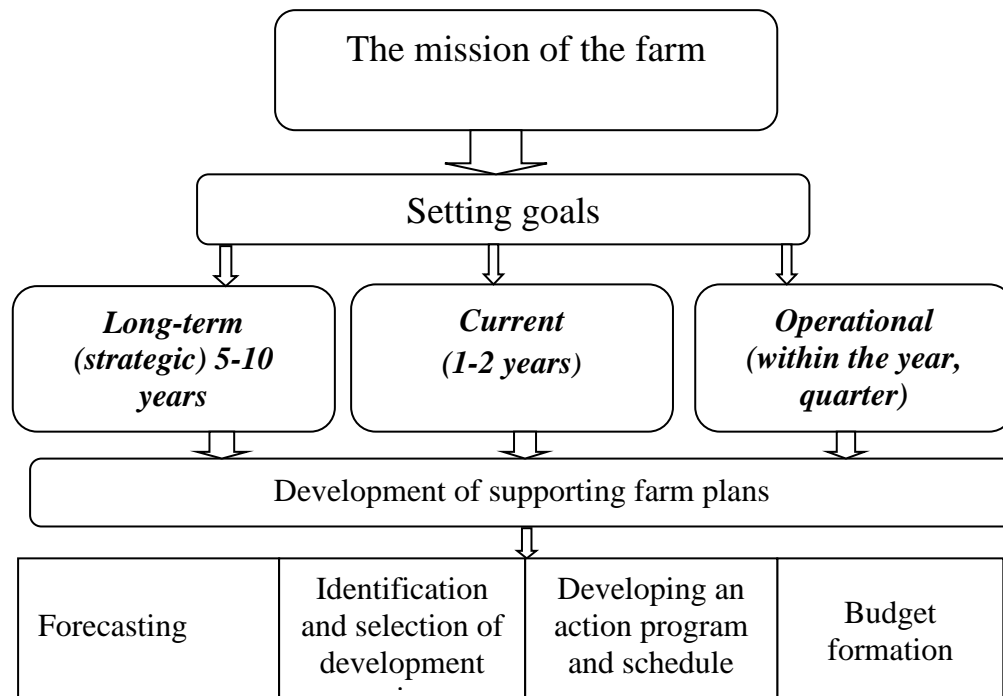 The mission of the farm
Setting goals
Long-term
(strategic) 5-10
years
Current
(1-2 years)
Operational
(within the year,
quarter)
Development of supporting farm plans
Forecasting
Identification
and selection of
development
Developing an
action program
and schedule
Budget
formation